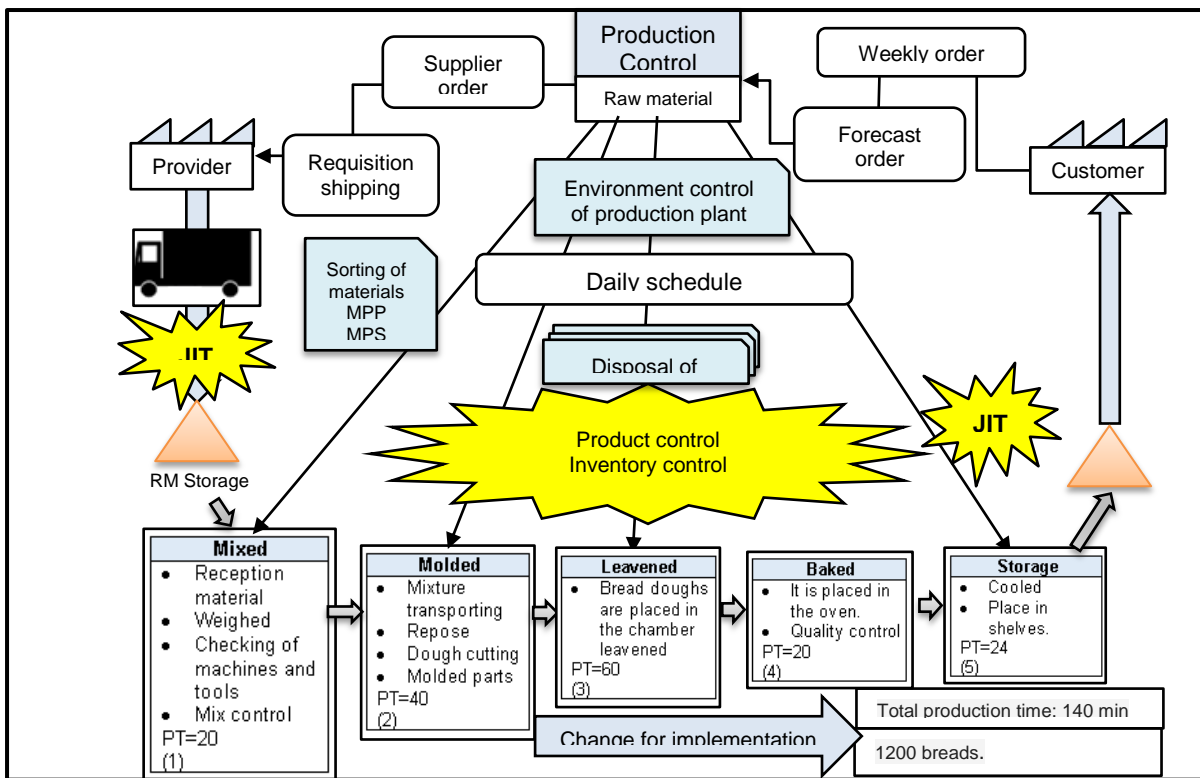 Production
Control
Raw material
Supplier
order
Weekly order
Forecast
order
Requisition
shipping
Provider
Customer
Environment control
of production plant
Sorting of
materials
MPP
MPS
Daily schedule
Disposal of
JIT
JIT
Product control
Inventory control
RM Storage
Mixed
• Reception
material
• Weighed
• Checking of
machines and
tools
• Mix control
PT=20
(1)
Molded
• Mixture
transporting
• Repose
• Dough cutting
• Molded parts
PT=40
(2)
Leavened
• Bread doughs
are placed in
the chamber
leavened
PT=60
(3)
Baked
• It is placed in
the oven.
• Quality control
PT=20
(4)
Storage
• Cooled
• Place in
shelves.
PT=24
(5)
Change for implementation
Total production time: 140 min
1200 breads.